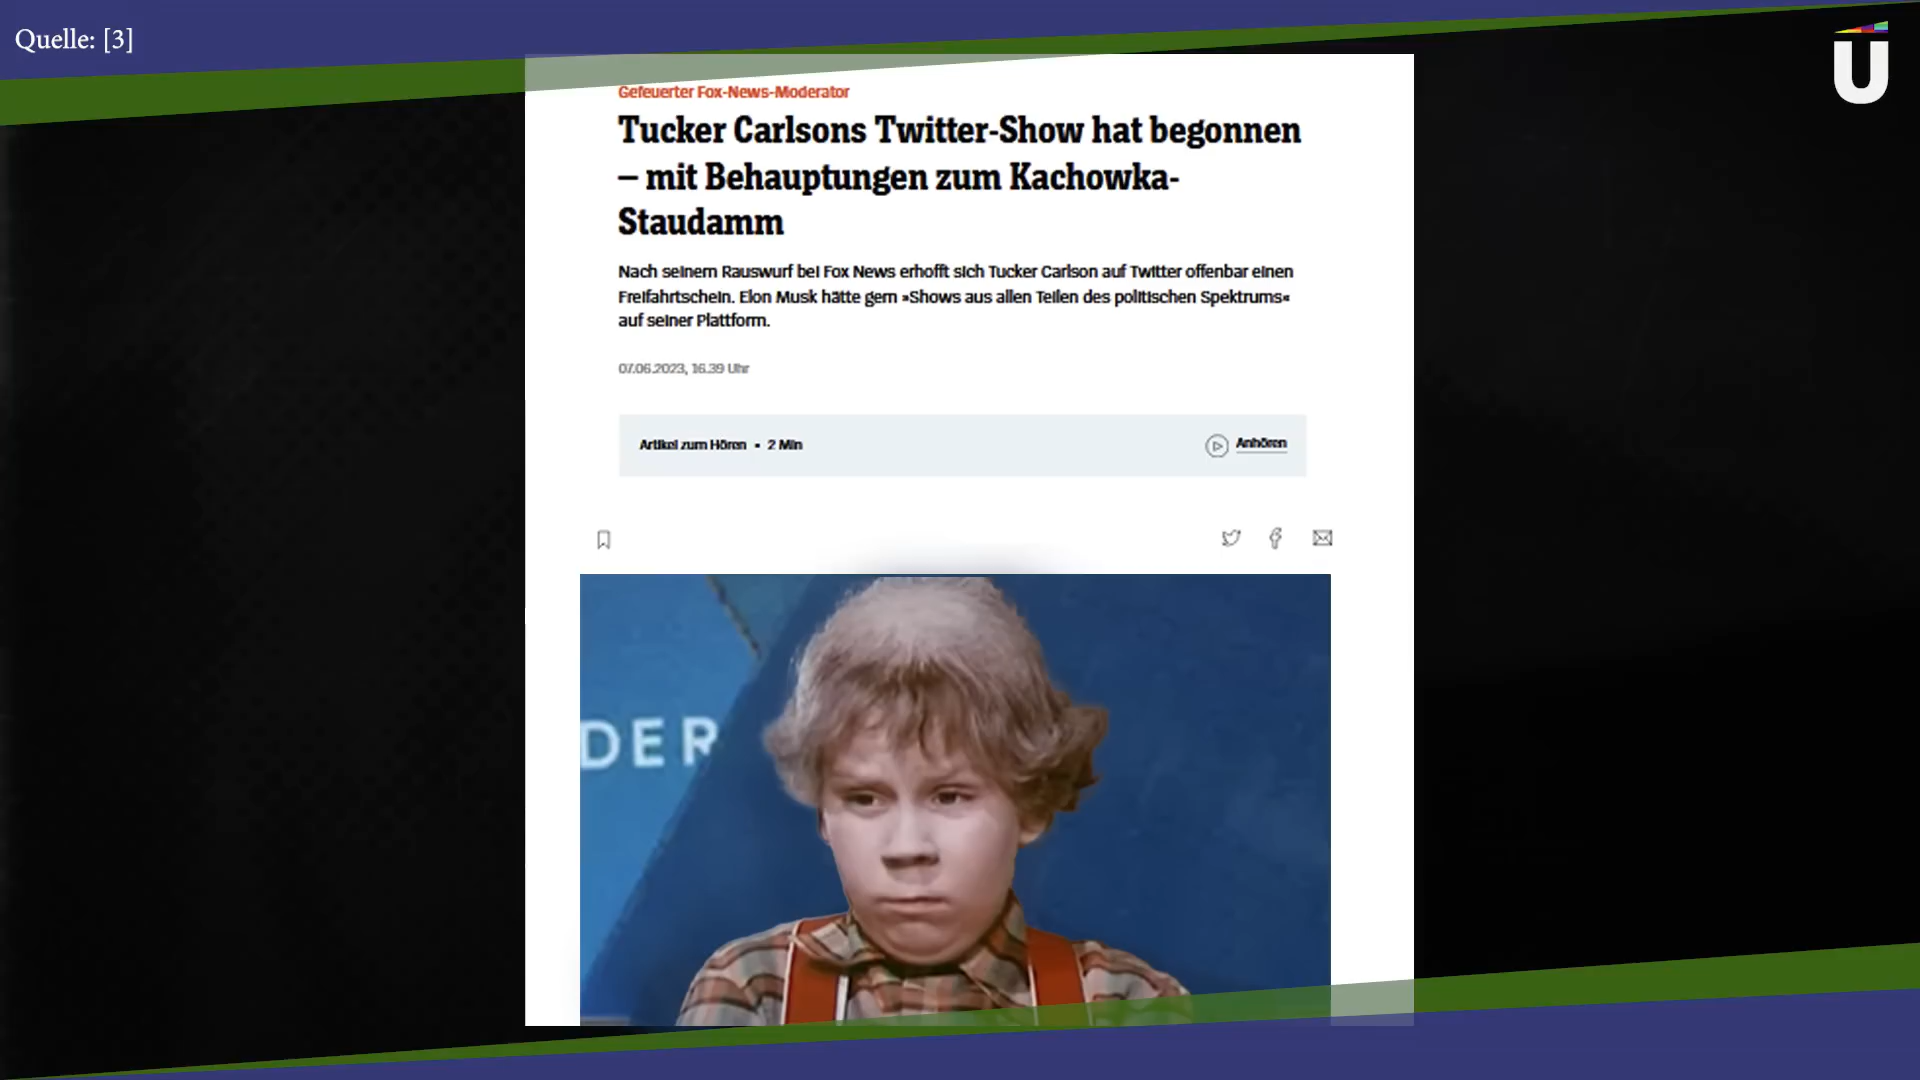 Quelle: [3]
U
Gefeuerter Fox-News-Moderator
Tucker Carlsons Twitter-Show hat begonnen
– mit Behauptungen zum Kachowka-
Staudamm
Nach seinem Rauswurf bei Fox News erhofft sich Tucker Carlson auf Twitter offenbar einen
Freifahrtschein. Elon Musk hätte gern »Shows aus allen Teilen des politischen Spektrums«
auf seiner Plattform.
07.06.2023, 16.39 Uhr
Artikel zum Hören • 2 Min
Anhören
DER